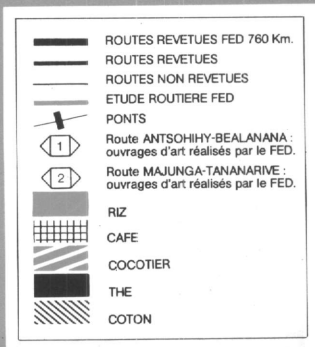 ROUTES REVETUES FED 760 Km.
ROUTES REVETUES
ROUTES NON REVETUES
ETUDE ROUTIERE FED
PONTS
1 Route ANTSOHIHY-BEALANANA :
ouvrages d'art réalisés par le FED.
2 Route MAJUNGA-TANANARIVE :
ouvrages d'art réalisés par le FED.
RIZ
CAFE
COCOTIER
THE
COTON